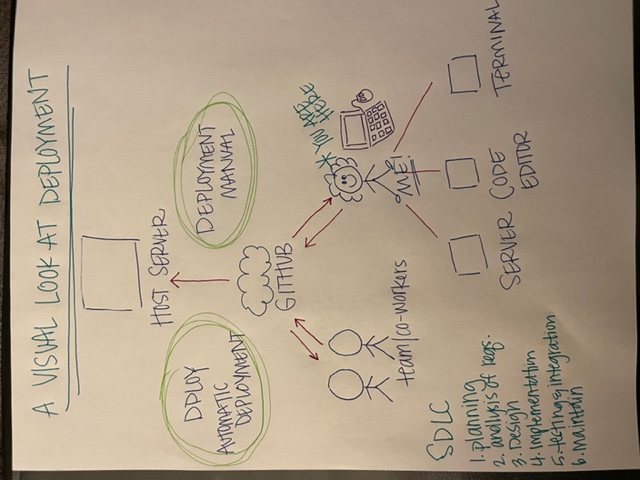 A VISUAL LOOK AT DEPLOYMENT
HOST SERVER
DPLOY
AUTOMATIC
DEPLOYMENT
DEPLOYMENT
MANUAL
GITHUB
* YOU ARE
HERE
team/co-workers
ME!
SERVER
CODE
EDITOR
TERMINAL
SDLC
1. planning
2. analysis of reqs.
3. Design
4. Implementation
5. testing & integration
6. maintain